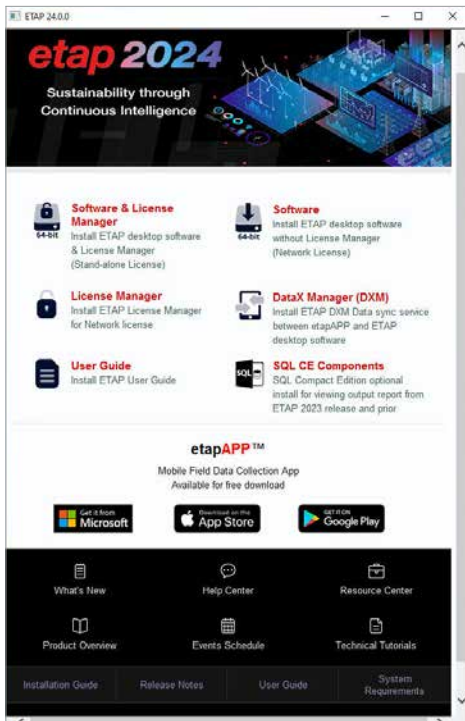 ETAP 24.0.0
etap 2024
Sustainability through
Continuous Intelligence
64-bit
Software & License
Manager
Install ETAP desktop software
& License Manager
(Stand-alone License)
64-bit
Software
Install ETAP desktop software
without License Manager
(Network License)
License Manager
Install ETAP License Manager
for Network license
DataX Manager (DXM)
Install ETAP DXM Data sync service
between etapAPP and ETAP
desktop software
User Guide
Install ETAP User Guide
SQL
SQL CE Components
SQL Compact Edition optional
install for viewing output report from
ETAP 2023 release and prior
etapAPP™
Mobile Field Data Collection App
Available for free download
Get it from
Microsoft
Download on the
App Store
GET IT ON
Google Play
What's New
Help Center
Resource Center
Product Overview
Events Schedule
Technical Tutorials
Installation Guide
Release Notes
User Guide
System
Requirements